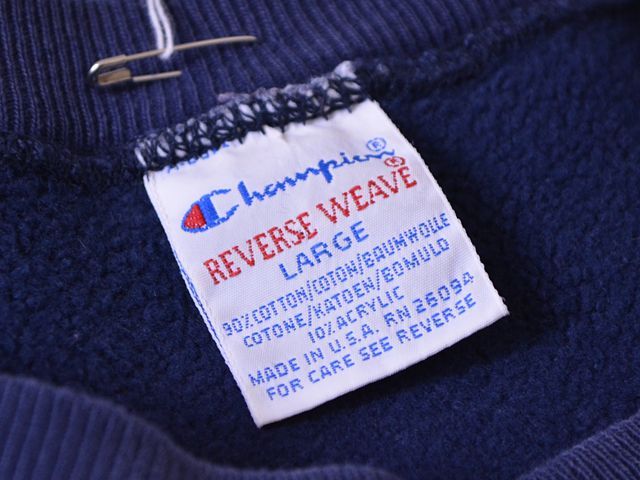 Champion®
REVERSE WEAVE®
LARGE
90% COTTON/COTON/BAUMWOLLE
COTONE/KATOEN/BOMULD
10% ACRYLIC
MADE IN U.S.A. RN 26094
FOR CARE SEE REVERSE